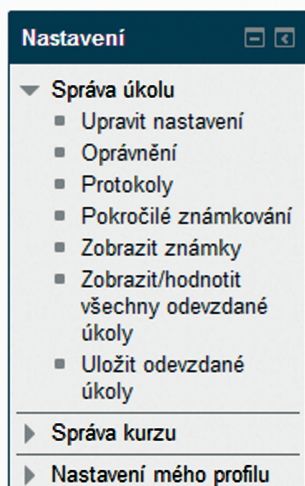 Nastavení
Správa úkolu
Upravit nastavení
Oprávnění
Protokoly
Pokročilé známkování
Zobrazit známky
Zobrazit/hodnotit
všechny odevzdané
úkoly
Uložit odevzdané
úkoly
Správa kurzu
Nastavení mého profilu